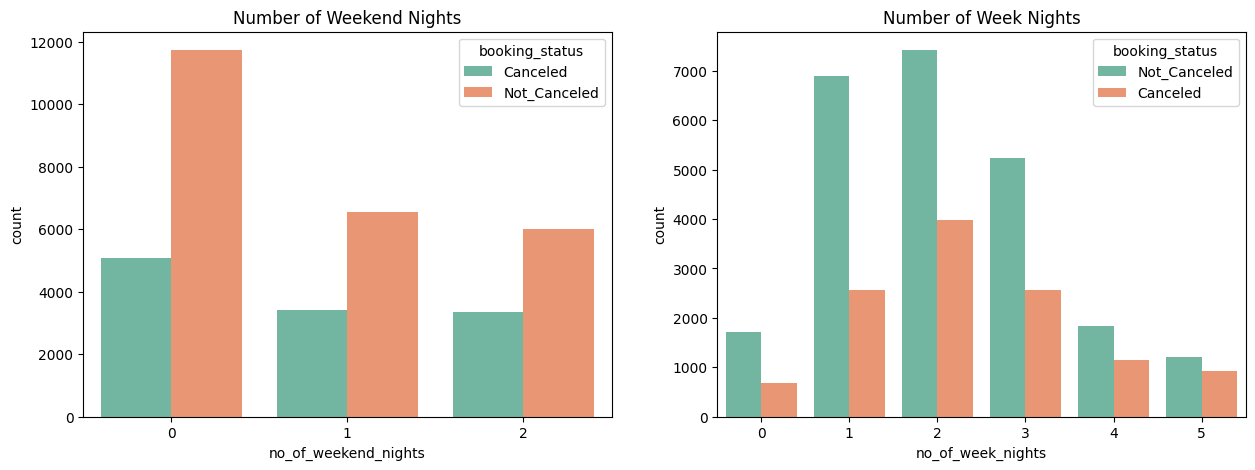 Number of Weekend Nights
12000
10000
8000
6000
4000
2000
0
count
booking_status
Canceled
Not_Canceled
0 1 2
no_of_weekend_nights
Number of Week Nights
7000
6000
5000
4000
3000
2000
1000
0
count
booking_status
Not_Canceled
Canceled
0 1 2 3 4 5
no_of_week_nights